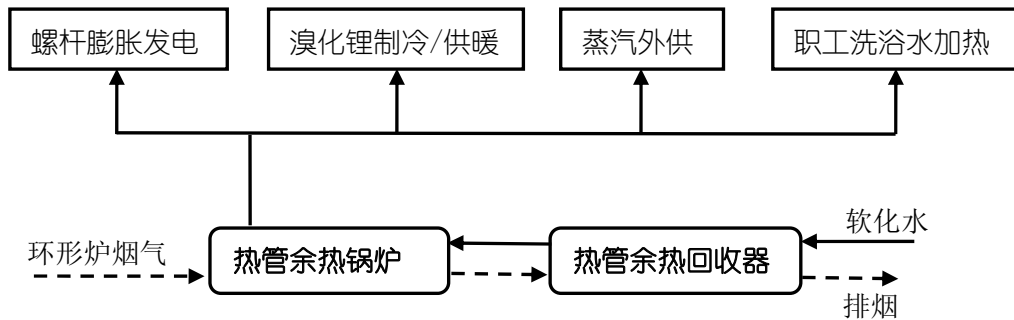 螺杆膨胀发电
溴化锂制冷/供暖
蒸汽外供
职工洗浴水加热
环形炉烟气
热管余热锅炉
热管余热回收器
软化水
排烟